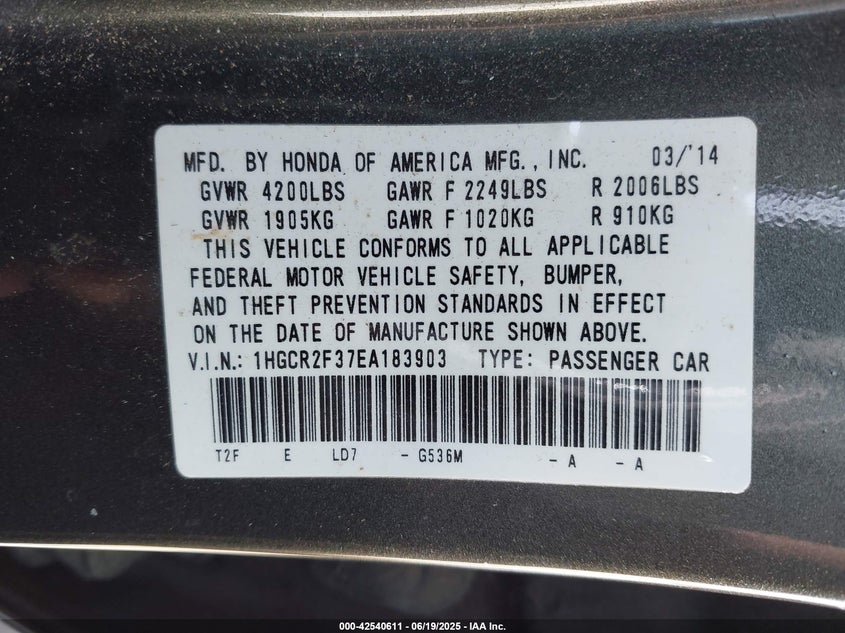 MFD. BY HONDA OF AMERICA MFG., INC. 03/'14
GVWR 4200LBS GAWR F 2249LBS R 2006LBS
GVWR 1905KG GAWR F 1020KG R 910KG
THIS VEHICLE CONFORMS TO ALL APPLICABLE
FEDERAL MOTOR VEHICLE SAFETY, BUMPER,
AND THEFT PREVENTION STANDARDS IN EFFECT
ON THE DATE OF MANUFACTURE SHOWN ABOVE.
V.I.N.: 1HGCR2F37EA183903 TYPE: PASSENGER CAR
T2F E LD7 - G536M - A - A
000-42540611 - 06/19/2025 - IAA Inc.